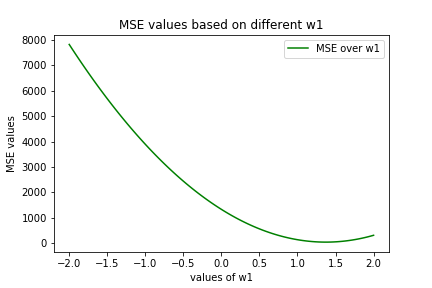 MSE values based on different w1
8000
7000
6000
5000
4000
3000
2000
1000
0
MSE values
MSE over w1
−2.0 −1.5 −1.0 −0.5 0.0 0.5 1.0 1.5 2.0
values of w1